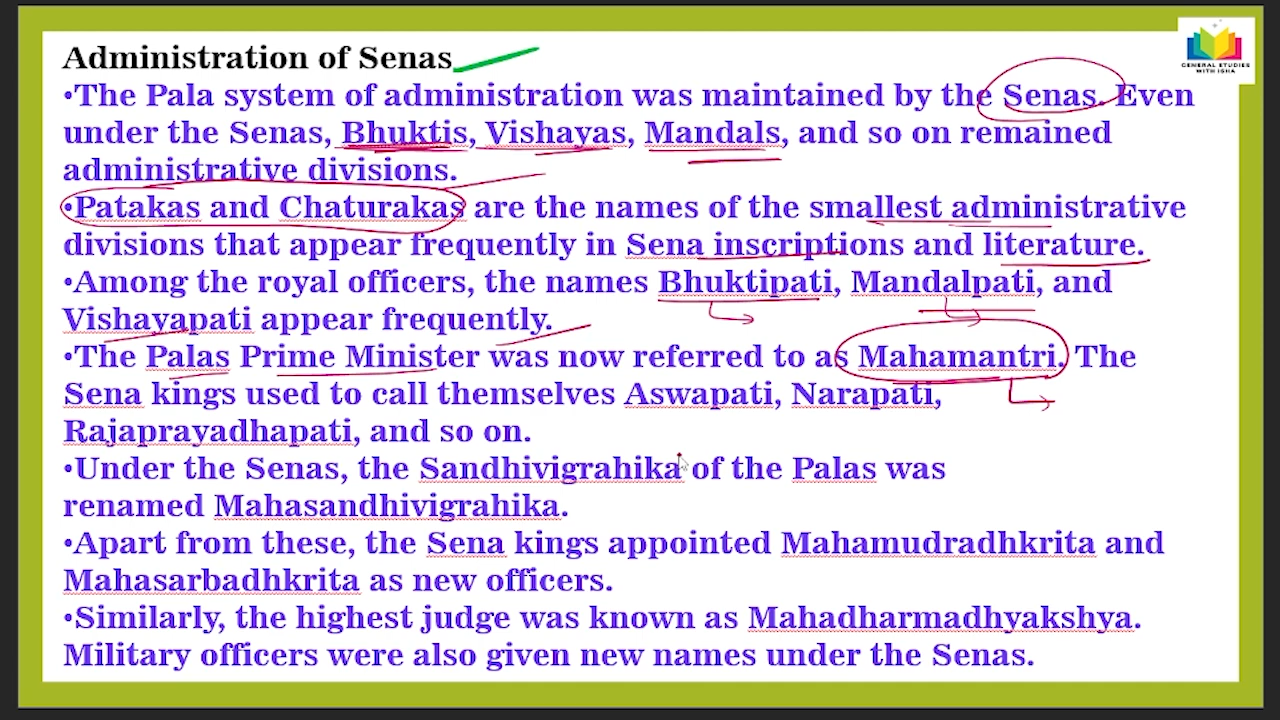 Administration of Senas
•The Pala system of administration was maintained by the Senas. Even
under the Senas, Bhuktis, Vishayas, Mandals, and so on remained
administrative divisions.
•Patakas and Chaturakas are the names of the smallest administrative
divisions that appear frequently in Sena inscriptions and literature.
•Among the royal officers, the names Bhuktipati, Mandalpati, and
Vishayapati appear frequently.
•The Palas Prime Minister was now referred to as Mahamantri. The
Sena kings used to call themselves Aswapati, Narapati,
Rajaprayadhapati, and so on.
•Under the Senas, the Sandhivigrahika of the Palas was
renamed Mahasandhivigrahika.
•Apart from these, the Sena kings appointed Mahamudradhkrita and
Mahasarbadhkrita as new officers.
•Similarly, the highest judge was known as Mahadharmadhyakshya.
Military officers were also given new names under the Senas.
GENERAL STUDIES
WITH ISHA